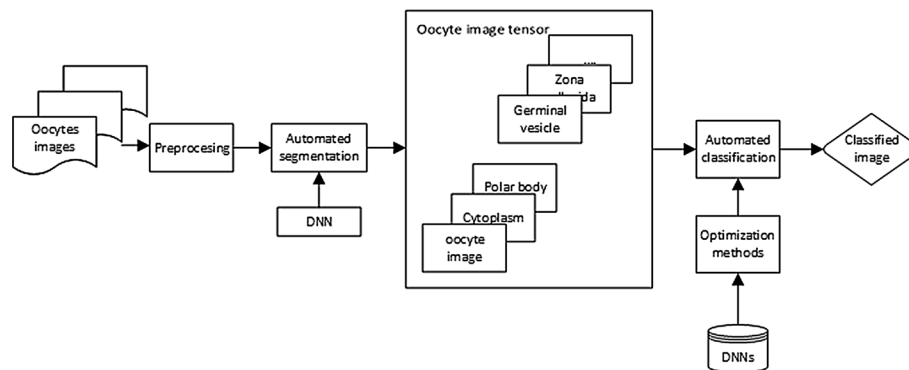 Oocytes
images
Preprocesing
Automated
segmentation
DNN
Oocyte image tensor
...
Zona
Germinal
vesicle
Polar body
Cytoplasm
oocyte
image
Automated
classification
Classified
image
Optimization
methods
DNNs